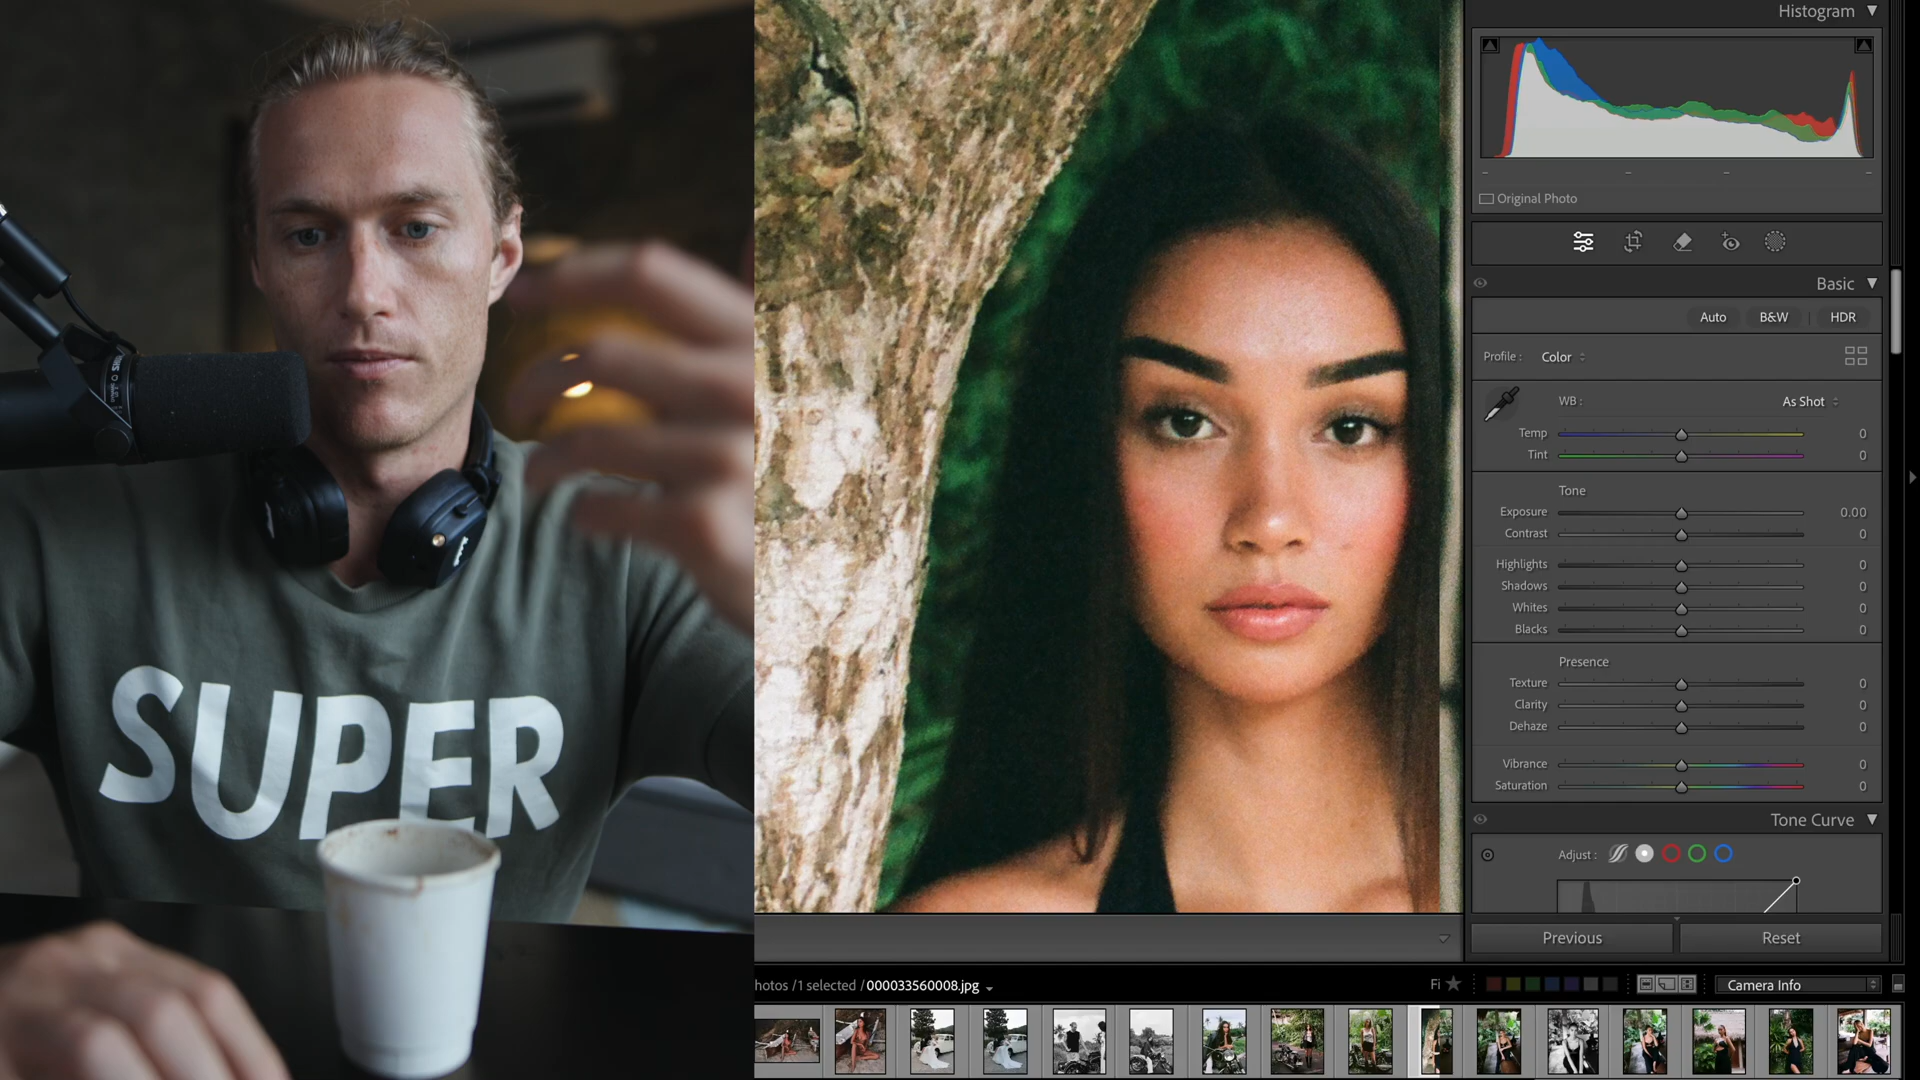 SUPER
Histogram
Original Photo
Basic
Auto B&W HDR
Profile : Color
WB : As Shot
Temp 0
Tint 0
Tone
Exposure 0.00
Contrast 0
Highlights 0
Shadows 0
Whites 0
Blacks 0
Presence
Texture 0
Clarity 0
Dehaze 0
Vibrance 0
Saturation 0
Tone Curve
Adjust :
Previous Reset
hotos /1 selected /000033560008.jpg
Fi
Camera Info